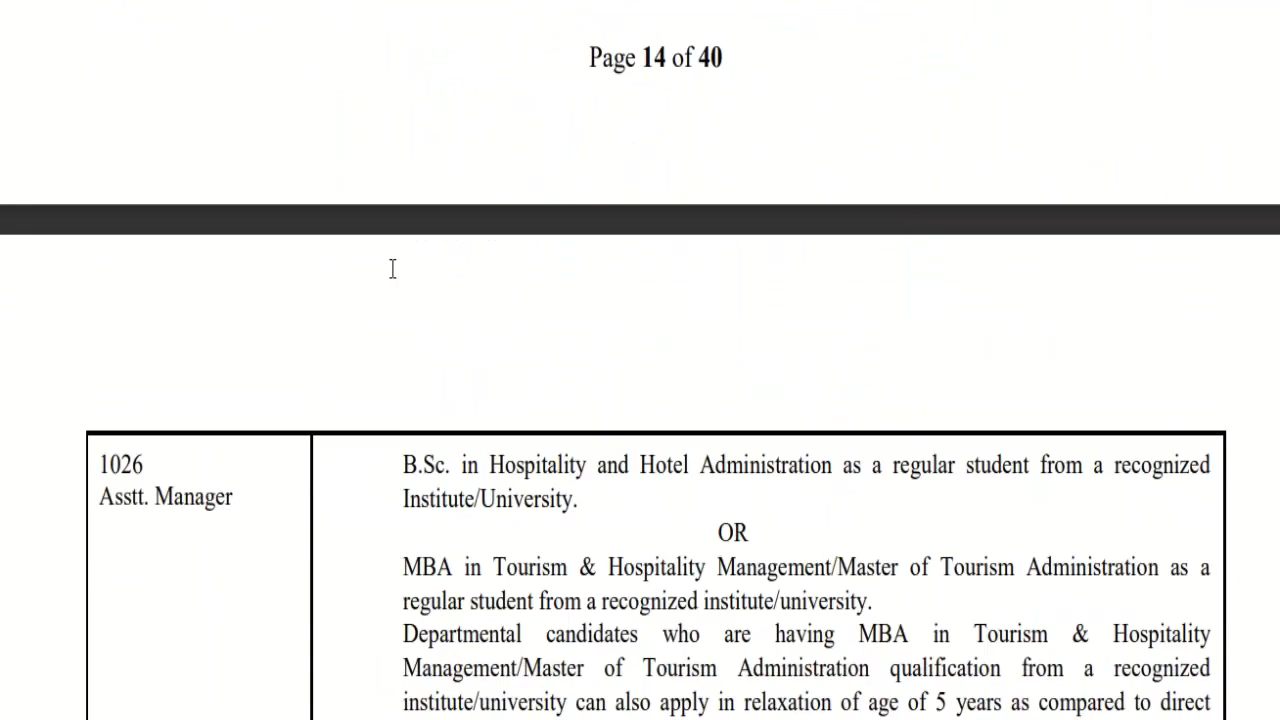 Page 14 of 40
1026
Asstt. Manager
B.Sc. in Hospitality and Hotel Administration as a regular student from a recognized
Institute/University.
OR
MBA in Tourism & Hospitality Management/Master of Tourism Administration as a
regular student from a recognized institute/university.
Departmental candidates who are having MBA in Tourism & Hospitality
Management/Master of Tourism Administration qualification from a recognized
institute/university can also apply in relaxation of age of 5 years as compared to direct